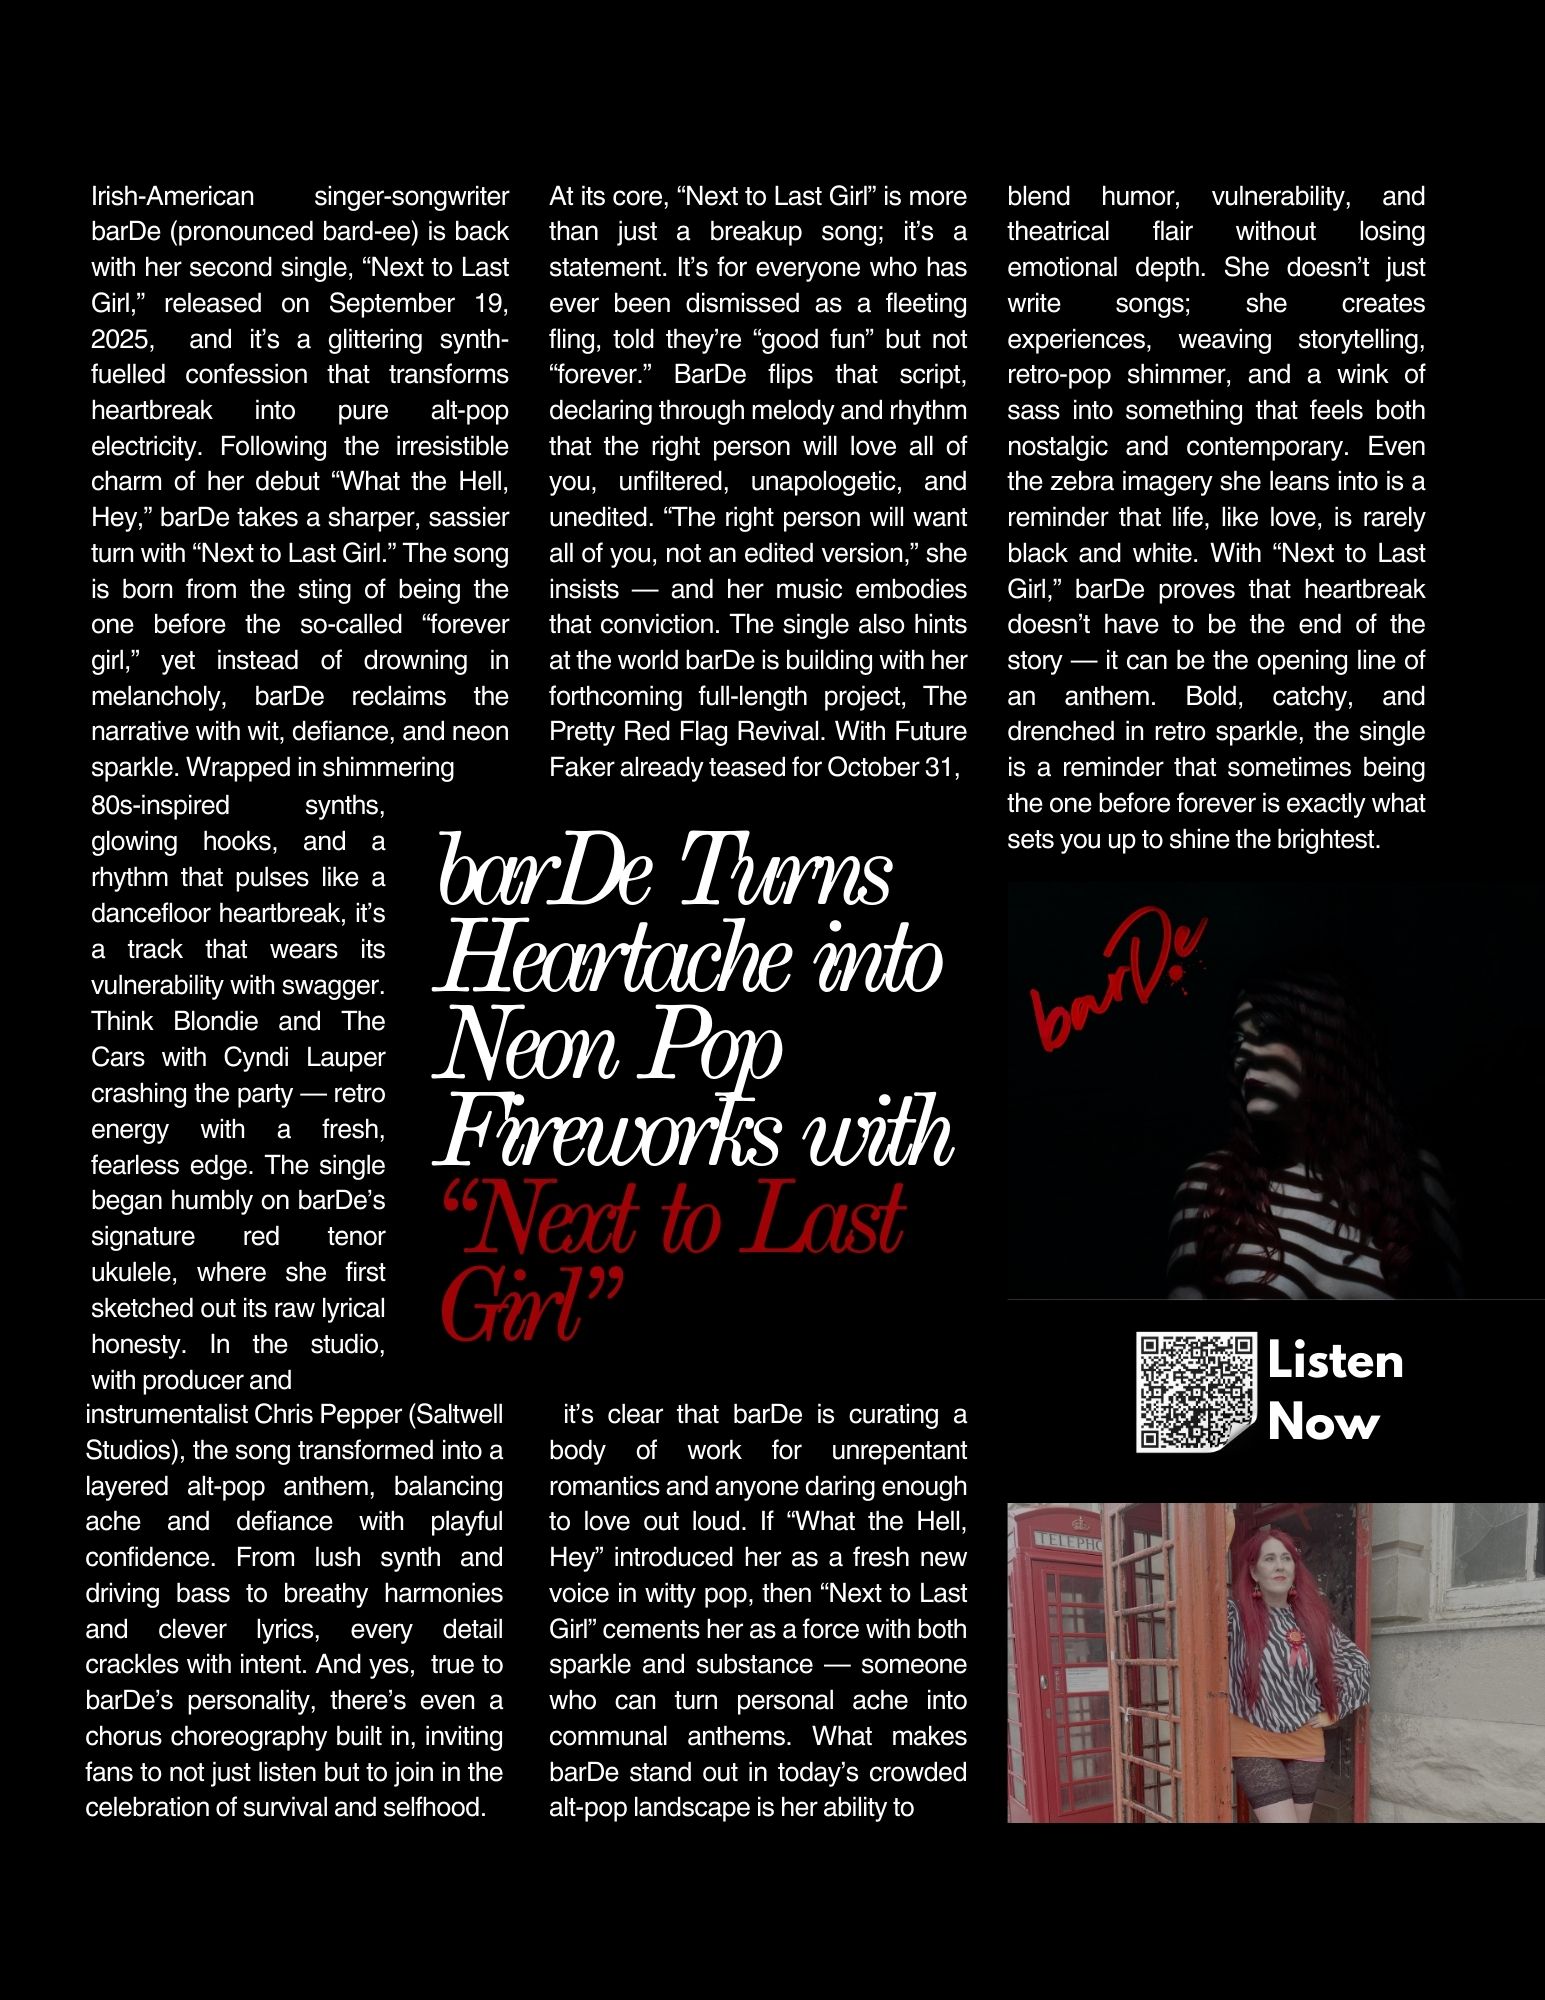 Irish-American singer-songwriter
barDe (pronounced bard-ee) is back
with her second single, “Next to Last
Girl,” released on September 19,
2025, and it’s a glittering synth-
fuelled confession that transforms
heartbreak into pure alt-pop
electricity. Following the irresistible
charm of her debut “What the Hell,
Hey,” barDe takes a sharper, sassier
turn with “Next to Last Girl.” The song
is born from the sting of being the
one before the so-called “forever
girl,” yet instead of drowning in
melancholy, barDe reclaims the
narrative with wit, defiance, and neon
sparkle. Wrapped in shimmering
80s-inspired synths,
glowing hooks, and a
rhythm that pulses like a
dancefloor heartbreak, it’s
a track that wears its
vulnerability with swagger.
Think Blondie and The
Cars with Cyndi Lauper
crashing the party — retro
energy with a fresh,
fearless edge. The single
began humbly on barDe’s
signature red tenor
ukulele, where she first
sketched out its raw lyrical
honesty. In the studio,
with producer and
instrumentalist Chris Pepper (Saltwell
Studios), the song transformed into a
layered alt-pop anthem, balancing
ache and defiance with playful
confidence. From lush synth and
driving bass to breathy harmonies
and clever lyrics, every detail
crackles with intent. And yes, true to
barDe’s personality, there’s even a
chorus choreography built in, inviting
fans to not just listen but to join in the
celebration of survival and selfhood.
At its core, “Next to Last Girl” is more
than just a breakup song; it’s a
statement. It’s for everyone who has
ever been dismissed as a fleeting
fling, told they’re “good fun” but not
“forever.” BarDe flips that script,
declaring through melody and rhythm
that the right person will love all of
you, unfiltered, unapologetic, and
unedited. “The right person will want
all of you, not an edited version,” she
insists — and her music embodies
that conviction. The single also hints
at the world barDe is building with her
forthcoming full-length project, The
Pretty Red Flag Revival. With Future
Faker already teased for October 31,
barDe Turns
Heartache into
Neon Pop
Fireworks with
“Next to Last
Girl”
it’s clear that barDe is curating a
body of work for unrepentant
romantics and anyone daring enough
to love out loud. If “What the Hell,
Hey” introduced her as a fresh new
voice in witty pop, then “Next to Last
Girl” cements her as a force with both
sparkle and substance — someone
who can turn personal ache into
communal anthems. What makes
barDe stand out in today’s crowded
alt-pop landscape is her ability to
blend humor, vulnerability, and
theatrical flair without losing
emotional depth. She doesn’t just
write songs; she creates
experiences, weaving storytelling,
retro-pop shimmer, and a wink of
sass into something that feels both
nostalgic and contemporary. Even
the zebra imagery she leans into is a
reminder that life, like love, is rarely
black and white. With “Next to Last
Girl,” barDe proves that heartbreak
doesn’t have to be the end of the
story — it can be the opening line of
an anthem. Bold, catchy, and
drenched in retro sparkle, the single
is a reminder that sometimes being
the one before forever is exactly what
sets you up to shine the brightest.
barDe
Listen
Now
TELEPHO